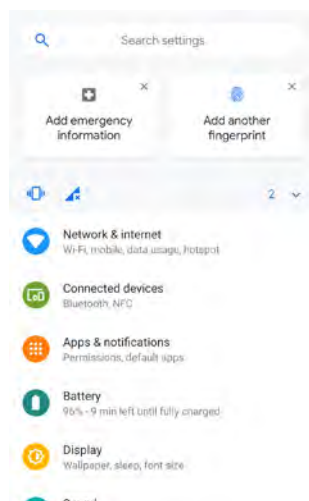 Search settings
Add emergency
information
Add another
fingerprint
2
Network & internet
Wi-Fi, mobile, data usage, hotspot
Connected devices
Bluetooth, NFC
Apps & notifications
Permissions, default apps
Battery
96% - 9 min left until fully charged
Display
Wallpaper, sleep, font size